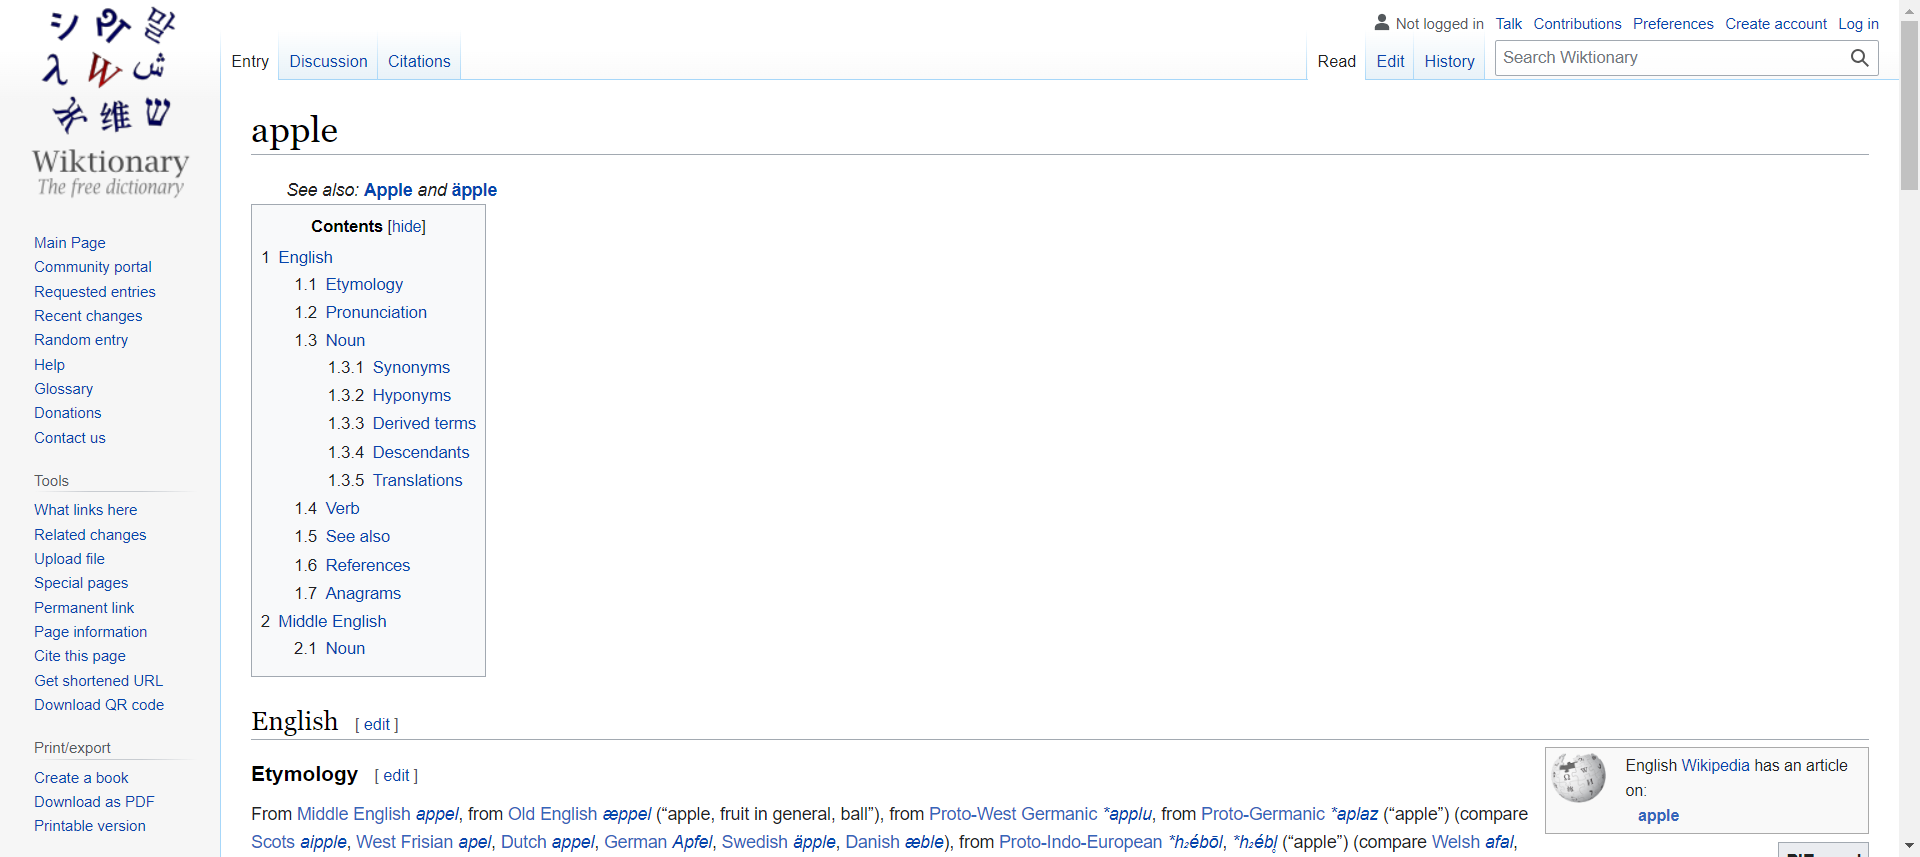 シ
말
λ
W
维
ש
Wiktionary
The free dictionary
Not logged in Talk Contributions Preferences Create account Log in
Entry Discussion Citations
Read Edit History
Search Wiktionary
apple
See also: Apple and äpple
Contents [hide]
1 English
1.1 Etymology
1.2 Pronunciation
1.3 Noun
1.3.1 Synonyms
1.3.2 Hyponyms
1.3.3 Derived terms
1.3.4 Descendants
1.3.5 Translations
1.4 Verb
1.5 See also
1.6 References
1.7 Anagrams
2 Middle English
2.1 Noun
Main Page
Community portal
Requested entries
Recent changes
Random entry
Help
Glossary
Donations
Contact us
Tools
What links here
Related changes
Upload file
Special pages
Permanent link
Page information
Cite this page
Get shortened URL
Download QR code
Print/export
Create a book
Download as PDF
Printable version
English [ edit ]
Etymology [ edit ]
From Middle English appel, from Old English æppel (“apple, fruit in general, ball”), from Proto-West Germanic *applu, from Proto-Germanic *aplaz (“apple”) (compare
Scots aipple, West Frisian apel, Dutch appel, German Apfel, Swedish äpple, Danish æble), from Proto-Indo-European *h₂ébōl, *h₂ébl̥ (“apple”) (compare Welsh afal,
English Wikipedia has an article
on:
apple